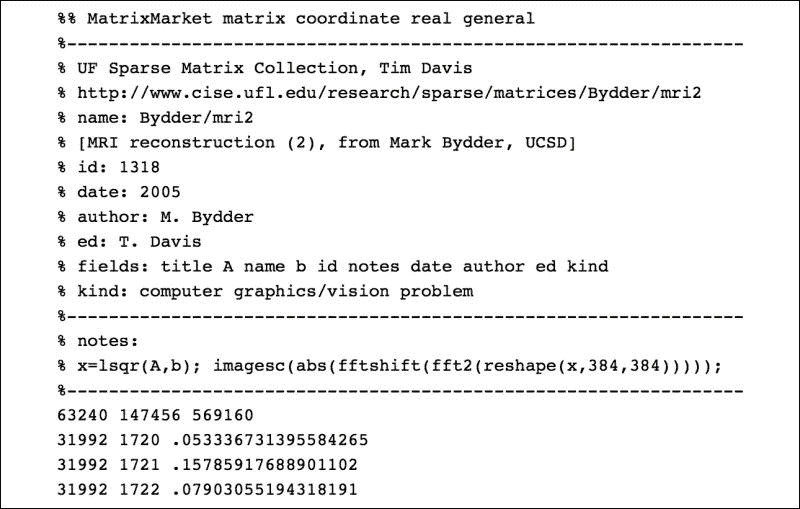 %% MatrixMarket matrix coordinate real general
%-----------------------------------------------------------------
% UF Sparse Matrix Collection, Tim Davis
% http://www.cise.ufl.edu/research/sparse/matrices/Bydder/mri2
% name: Bydder/mri2
% [MRI reconstruction (2), from Mark Bydder, UCSD]
% id: 1318
% date: 2005
% author: M. Bydder
% ed: T. Davis
% fields: title A name b id notes date author ed kind
% kind: computer graphics/vision problem
%-----------------------------------------------------------------
% notes:
% x=lsqr(A,b); imagesc(abs(fftshift(fft2(reshape(x,384,384)))));
%-----------------------------------------------------------------
63240 147456 569160
31992 1720 .053336731395584265
31992 1721 .15785917688901102
31992 1722 .07903055194318191